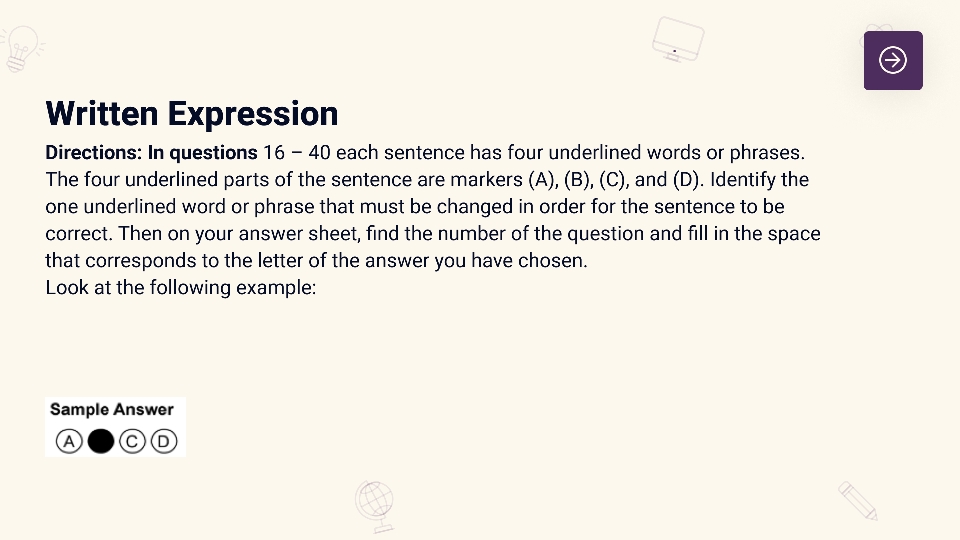 Written Expression
Directions: In questions 16 – 40 each sentence has four underlined words or phrases.
The four underlined parts of the sentence are markers (A), (B), (C), and (D). Identify the
one underlined word or phrase that must be changed in order for the sentence to be
correct. Then on your answer sheet, find the number of the question and fill in the space
that corresponds to the letter of the answer you have chosen.
Look at the following example:
Sample Answer
A C D